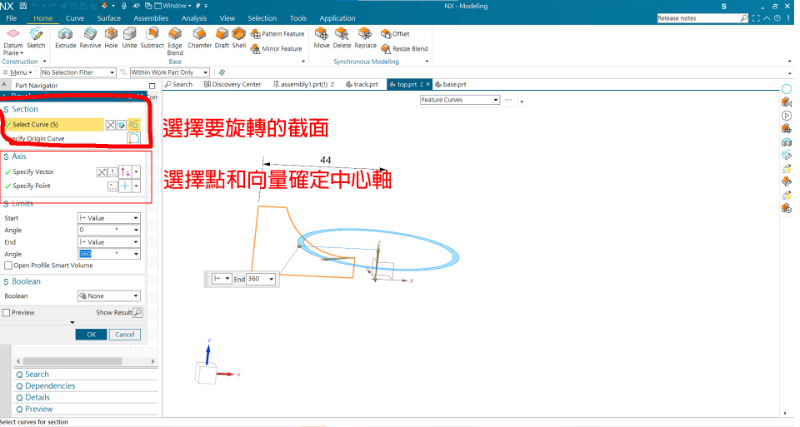 NX
Window
NX - Modeling
S
File Home Curve Surface Assemblies Analysis View Selection Tools Application
Release notes
Datum Plane Sketch Extrude Revolve Hole Unite Subtract Edge Blend Chamfer Draft Shell Pattern Feature Mirror Feature Move Delete Replace Offset Resize Blend
Construction Base Synchronous Modeling
Menu No Selection Filter Within Work Part Only
Part Navigator
Search Discovery Center assembly1.prt(!) track.prt top.prt base.prt
Feature Curves
S Section
Select Curve (5)
選擇要旋轉的截面
Origin Curve
S Axis
Specify Vector
Specify Point
選擇點和向量確定中心軸
44
S Limits
Start Value
Angle 0 °
End Value
Angle 360 °
Open Profile Smart Volume
End 360
S Boolean
Boolean None
Preview Show Result
OK Cancel
Search
Dependencies
Details
Preview
Select curves for section